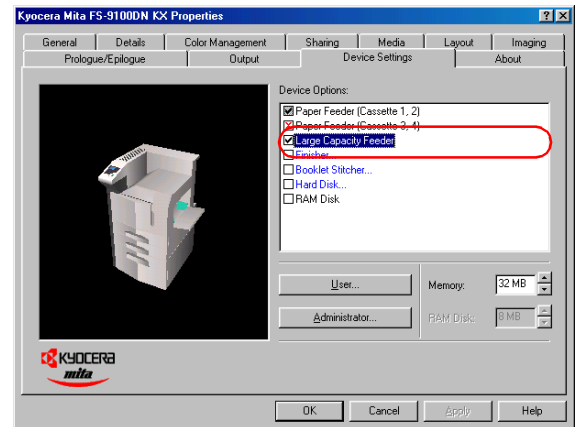 Kyocera Mita FS-9100DN KX Properties
General Details Color Management Sharing Media Layout Imaging
Prologue/Epilogue Output Device Settings About
Device Options:
Paper Feeder (Cassette 1, 2)
Paper Feeder (Cassette 3, 4)
Large Capacity Feeder
Finisher...
Booklet Stitcher...
Hard Disk...
RAM Disk
User... Memory: 32 MB
Administrator... RAM Disk: 8 MB
KYOCERA
mita
OK Cancel Apply Help